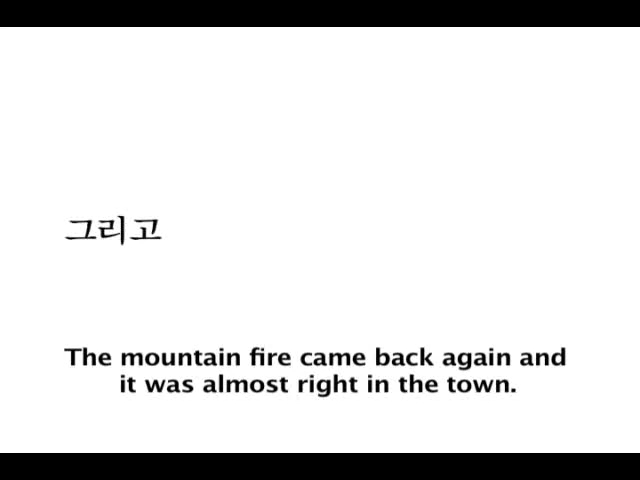 그리고
The mountain fire came back again and
it was almost right in the town.